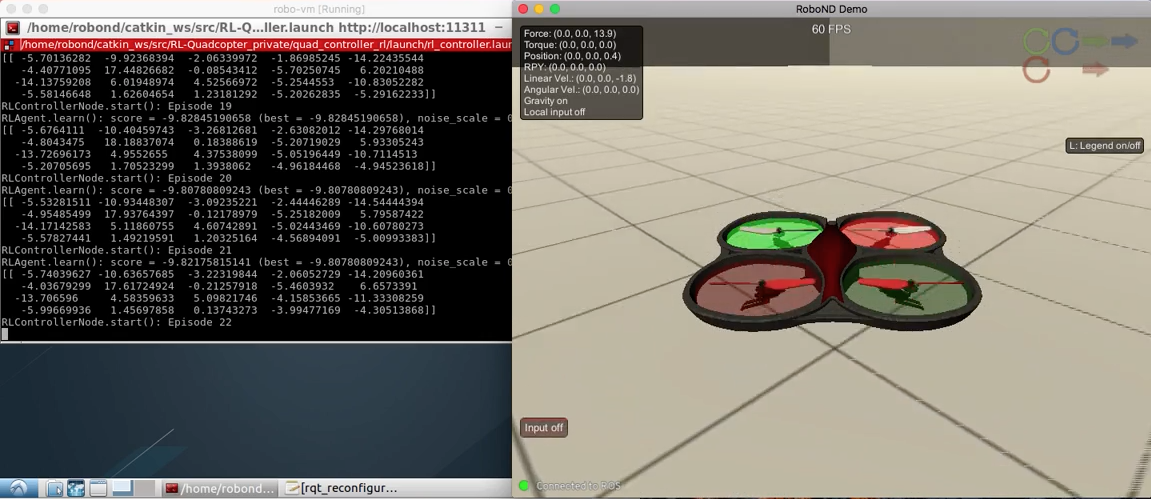 robo-vm [Running]
/home/robond/catkin_ws/src/RL-Q...ller.launch http://localhost:11311
/home/robond/catkin_ws/src/RL-Quadcopter_private/quad_controller_rl/launch/rl_controller.laun
[[ -5.70136282 -9.92368394 -2.06339972 -1.86985245 -14.22435544
-4.40771095 17.44826682 -0.08543412 -5.70250745 6.20210488
-14.13759208 6.01948974 4.52566972 -5.2544553 -10.83052282
-5.58146648 1.62604654 1.23181292 -5.20262835 -5.29162233]]
RLControllerNode.start(): Episode 19
RLAgent.learn(): score = -9.82845190658 (best = -9.82845190658), noise_scale = 0
[[ -5.6764111 -10.40459743 -3.26812681 -2.63082012 -14.29768014
-4.8043475 18.18837074 0.18388619 -5.20719029 5.93305243
-13.72696173 4.9552655 4.37538099 -5.05196449 -10.7114513
-5.20705695 1.70523299 1.3938062 -4.96184468 -4.94523618]]
RLControllerNode.start(): Episode 20
RLAgent.learn(): score = -9.80780809243 (best = -9.80780809243), noise_scale = 0
[[ -5.53281511 -10.93448307 -3.09235221 -2.44446289 -14.54444394
-4.95485499 17.93764397 -0.12178979 -5.25182009 5.79587422
-14.17142583 5.11860755 4.60742891 -5.02443469 -10.60780273
-5.57827441 1.49219591 1.20325164 -4.56894091 -5.00993383]]
RLControllerNode.start(): Episode 21
RLAgent.learn(): score = -9.82175815141 (best = -9.80780809243), noise_scale = 0
[[ -5.74039627 -10.63657685 -3.22319844 -2.06052729 -14.20960361
-4.03679299 17.61724924 -0.21257918 -5.4603932 6.6573391
-13.706596 4.58359633 5.09821746 -4.15853665 -11.33308259
-5.99669936 1.45697858 0.13743273 -3.99477169 -4.30513868]]
RLControllerNode.start(): Episode 22
/home/robond...
[rqt_reconfigur...
RoboND Demo
60 FPS
Force: (0.0, 0.0, 13.9)
Torque: (0.0, 0.0, 0.0)
Position: (0.0, 0.0, 0.4)
RPY: (0.0, 0.0, 0.0)
Linear Vel.: (0.0, 0.0, -1.8)
Angular Vel.: (0.0, 0.0, 0.0)
Gravity on
Local input off
L: Legend on/off
Input off
Connected to ROS